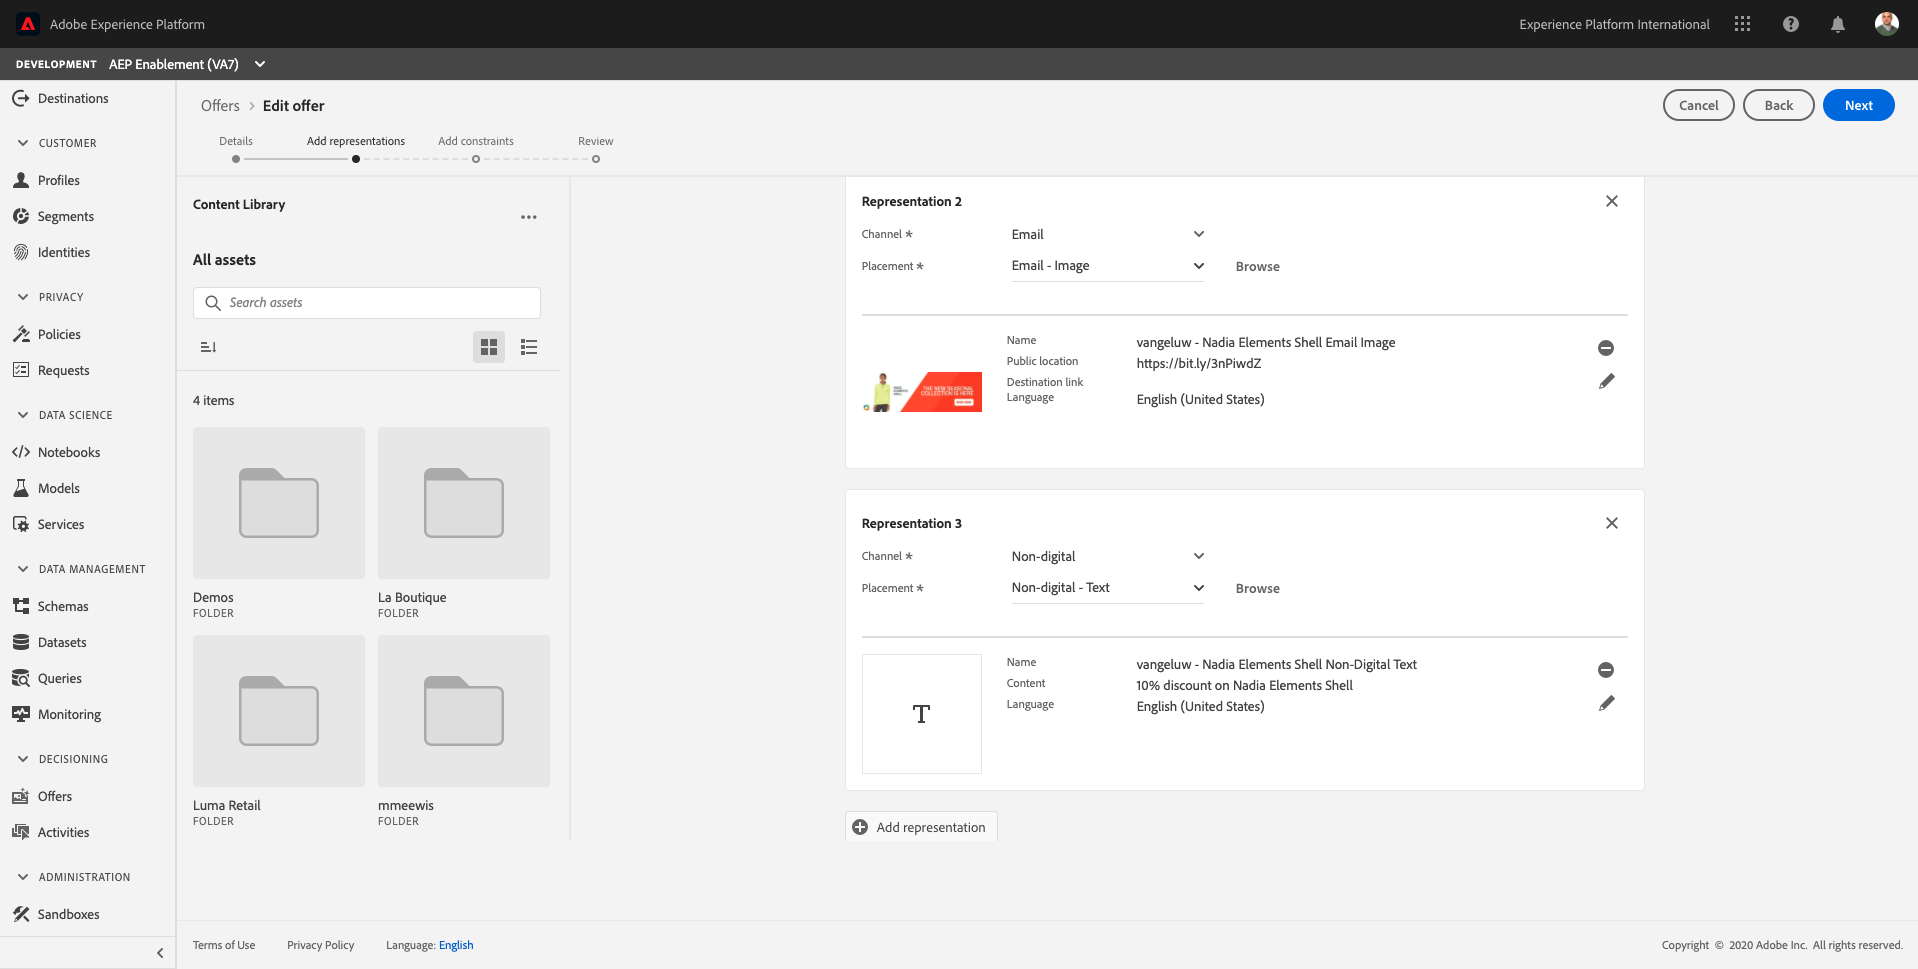 Adobe Experience Platform
Experience Platform International
DEVELOPMENT AEP Enablement (VA7)
Destinations
CUSTOMER
Profiles
Segments
Identities
PRIVACY
Policies
Requests
DATA SCIENCE
Notebooks
Models
Services
DATA MANAGEMENT
Schemas
Datasets
Queries
Monitoring
DECISIONING
Offers
Activities
ADMINISTRATION
Sandboxes
Offers > Edit offer
Cancel
Back
Next
Details
Add representations
Add constraints
Review
Content Library
All assets
Search assets
4 items
Demos
FOLDER
La Boutique
FOLDER
Luma Retail
FOLDER
mmeewis
FOLDER
Representation 2
Channel *
Email
Placement *
Email - Image
Browse
THE NEW SEASONAL
COLLECTION IS HERE
Name
vangeluw - Nadia Elements Shell Email Image
Public location
https://bit.ly/3nPiwdZ
Destination link
Language
English (United States)
Representation 3
Channel *
Non-digital
Placement *
Non-digital - Text
Browse
T
Name
vangeluw - Nadia Elements Shell Non-Digital Text
Content
10% discount on Nadia Elements Shell
Language
English (United States)
Add representation
Terms of Use
Privacy Policy
Language: English
Copyright © 2020 Adobe Inc. All rights reserved.